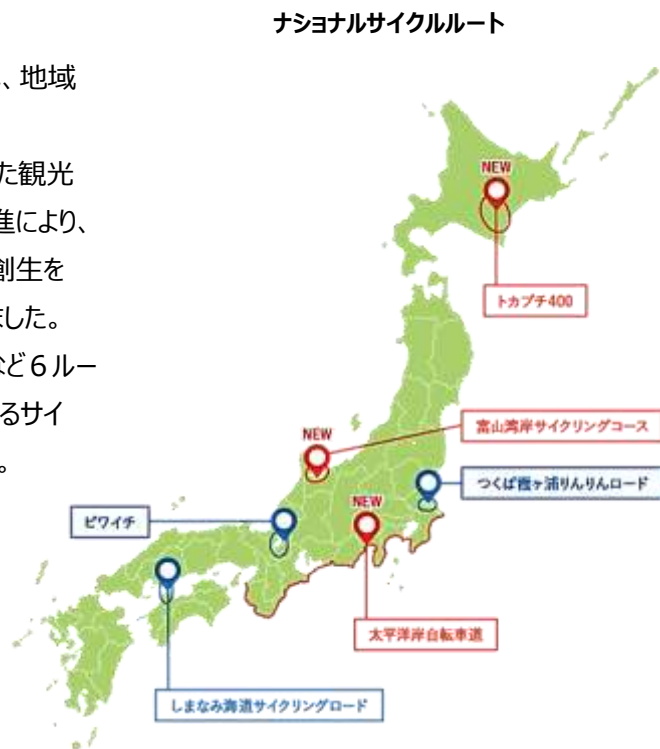 ナショナルサイクルルート
、地域
た観光
進により、
創生を
ました。
など６ルー
るサイ
。
NEW
トカプチ400
NEW
富山湾岸サイクリングコース
つくば霞ヶ浦りんりんロード
NEW
ビワイチ
太平洋岸自転車道
しまなみ海道サイクリングロード